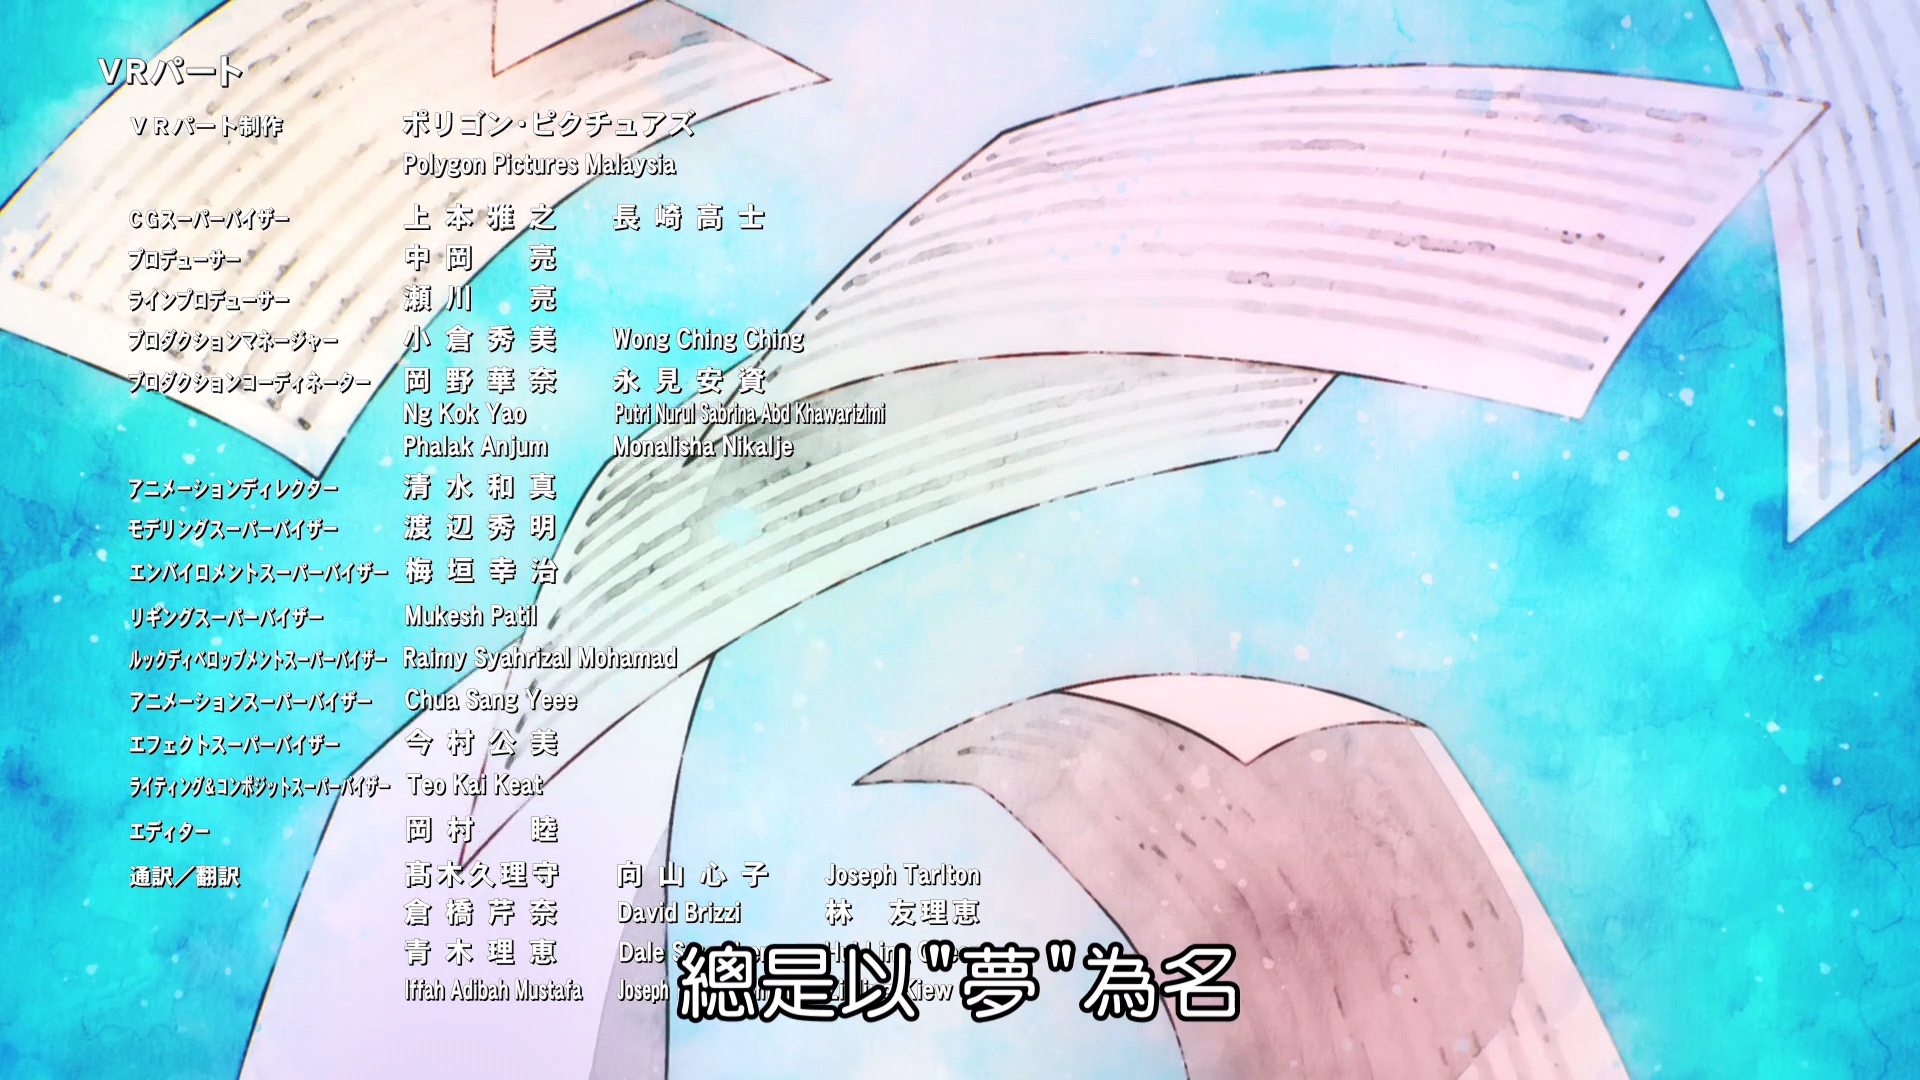 VRパート
VRパート制作 ポリゴン・ピクチュアズ
Polygon Pictures Malaysia
CGスーパーバイザー 上本雅之 長崎高士
プロデューサー 中岡 亮
ラインプロデューサー 瀬川 亮
プロダクションマネージャー 小倉秀美 Wong Ching Ching
プロダクションコーディネーター 岡野華奈 永見安資
Ng Kok Yao Putri Nurul Sabrina Abd Khawarizimi
Phalak Anjum Monalisha Nikalje
アニメーションディレクター 清水和真
モデリングスーパーバイザー 渡辺秀明
エンバイロメントスーパーバイザー 梅垣幸治
リギングスーパーバイザー Mukesh Patil
ルックディベロップメントスーパーバイザー Raimy Syahrizal Mohamad
アニメーションスーパーバイザー Chua Sang Yeee
エフェクトスーパーバイザー 今村公美
ライティング&コンポジットスーパーバイザー Teo Kai Keat
エディター 岡村 睦
通訳／翻訳 髙木久理守 向山心子 Joseph Tarlton
倉橋芹奈 David Brizzi 林 友理恵
青木理恵 Dale
Iffah Adibah Mustafa Joseph Kiew
總是以"夢"為名